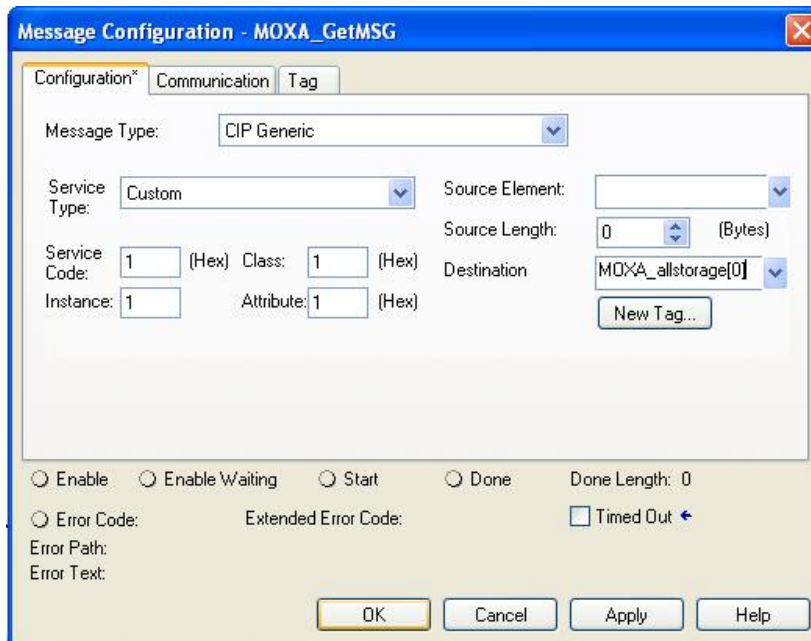 Message Configuration - MOXA_GetMSG
Configuration* Communication Tag
Message Type: CIP Generic
Service Type: Custom
Source Element:
Source Length: 0 (Bytes)
Service Code: 1 (Hex) Class: 1 (Hex)
Destination MOXA_allstorage[0]
Instance: 1 Attribute: 1 (Hex)
New Tag...
Enable Enable Waiting Start Done Done Length: 0
Error Code: Extended Error Code: Timed Out
Error Path:
Error Text:
OK Cancel Apply Help